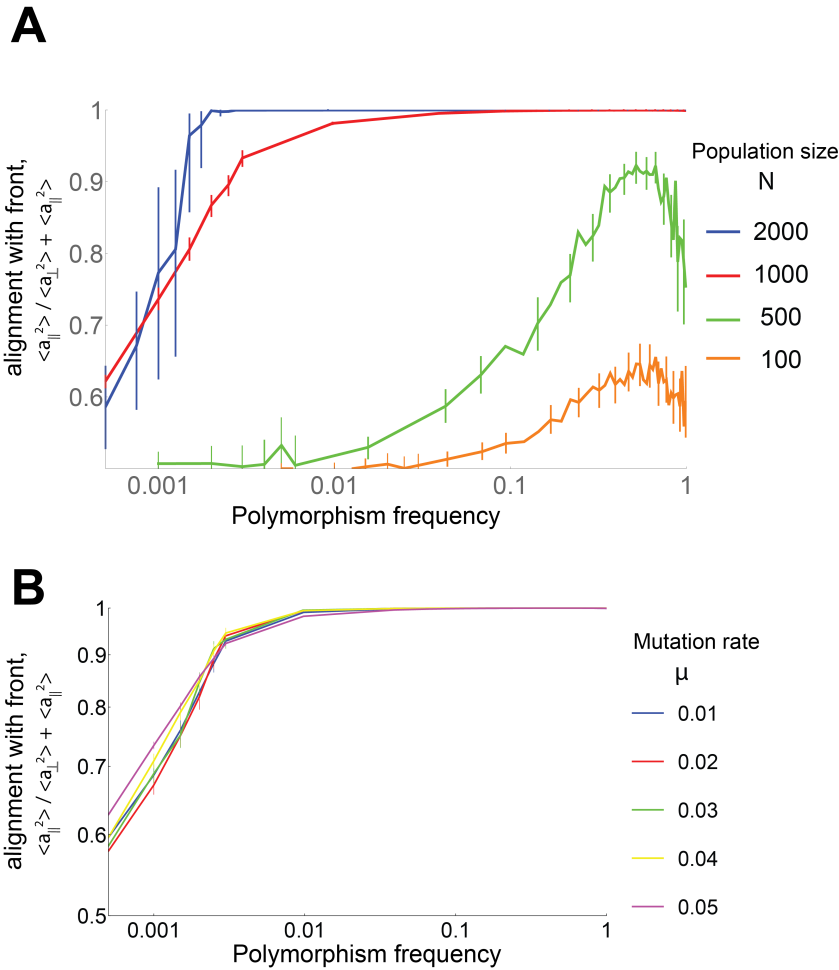 A
alignment with front,
<a∥²> / <a⊥²> + <a∥²>
1
0.9
0.8
0.7
0.6
0.001
0.01
0.1
1
Polymorphism frequency
Population size
N
2000
1000
500
100
B
alignment with front,
<a∥²> / <a⊥²> + <a∥²>
1
0.9
0.8
0.7
0.6
0.5
0.001
0.01
0.1
1
Polymorphism frequency
Mutation rate
μ
0.01
0.02
0.03
0.04
0.05